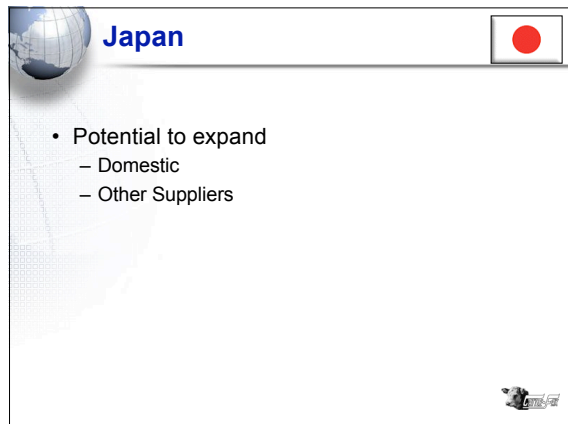 Japan
• Potential to expand
– Domestic
– Other Suppliers